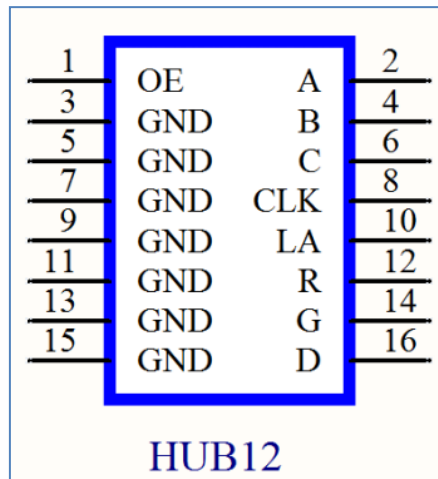 1 OE A 2
3 GND B 4
5 GND C 6
7 GND CLK 8
9 GND LA 10
11 GND R 12
13 GND G 14
15 GND D 16
HUB12